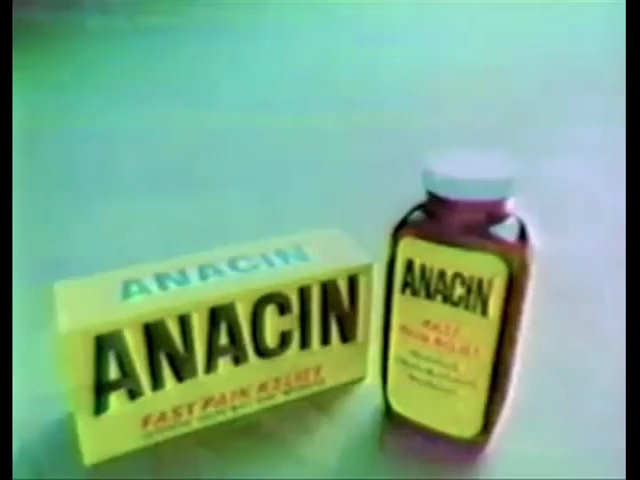 ANACIN
ANACIN
FAST PAIN RELIEF
ANACIN
FAST
PAIN RELIEF